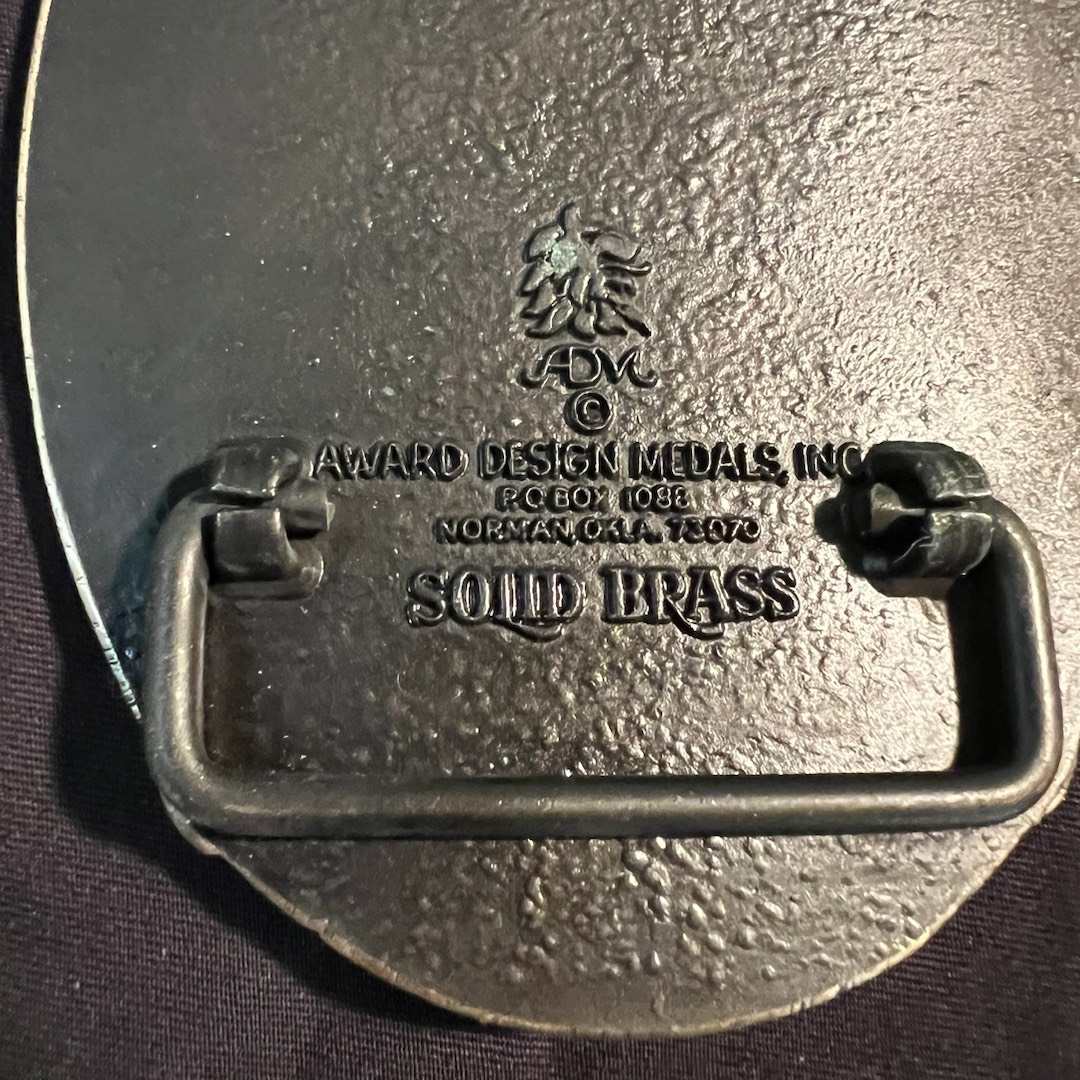 ADM
©
AWARD DESIGN MEDALS, INC
P.O. BOX 1088
NORMAN, OKLA. 73070
SOLID BRASS